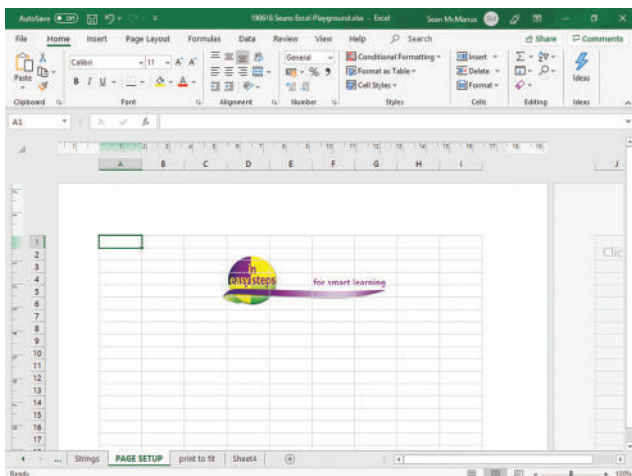 AutoSave Off 190616 Seans Excel Playground.xlsx - Excel Sean McManus
File Home Insert Page Layout Formulas Data Review View Help Search Share Comments
Paste Calibri 11 A A General Conditional Formatting Insert
B I U A % Format as Table Delete Ideas
Cell Styles Format
Clipboard Font Alignment Number Styles Cells Editing Ideas
A1 fx
A B C D E F G H I J
1
2 Clic
3 in
4 easy steps
5 for smart learning
6
7
8
9
10
11
12
13
14
15
16
17
... Strings PAGE SETUP print to fit Sheet4
Ready 100%